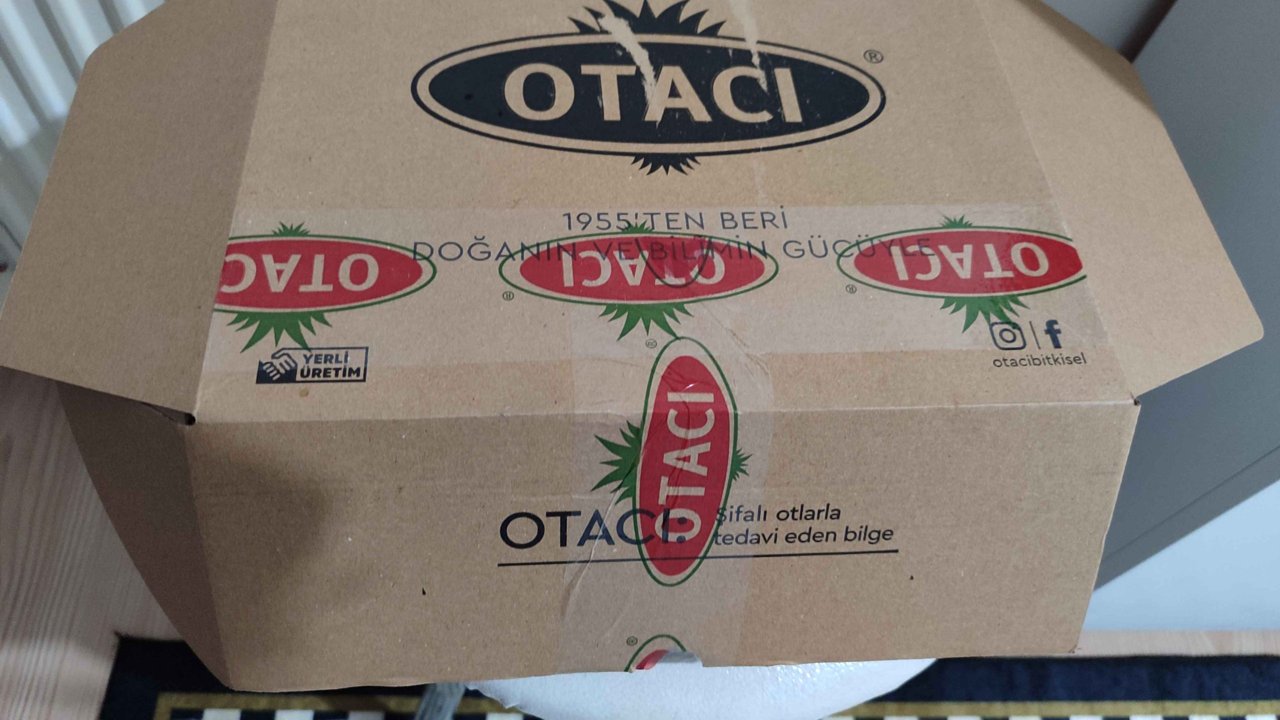 OTACI
®
1955'TEN BERİ
DOĞANIN VE BİLİMİN GÜCÜYLE
OTACI
OTACI
OTACI
®
®
YERLİ
ÜRETİM
f
otacibitkisel
®
OTACI
OTACI:
Şifalı otlarla
tedavi eden bilge
®